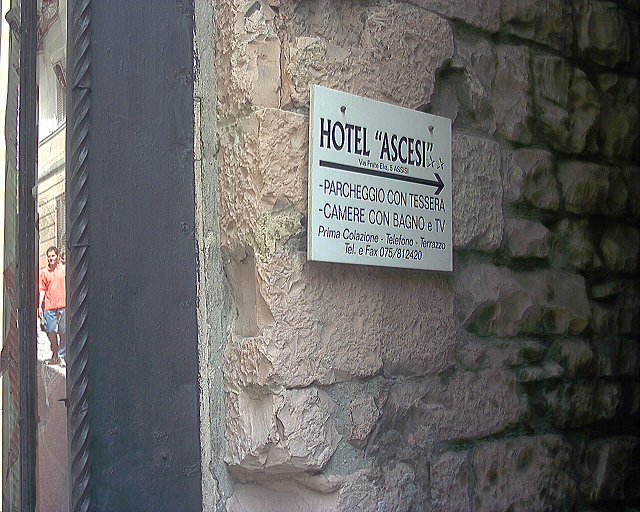 HOTEL "ASCESI"☆☆
Via Frate Elia, 5 ASSISI
-PARCHEGGIO CON TESSERA
-CAMERE CON BAGNO e TV
Prima Colazione - Telefono - Terrazzo
Tel. e Fax 075/812420